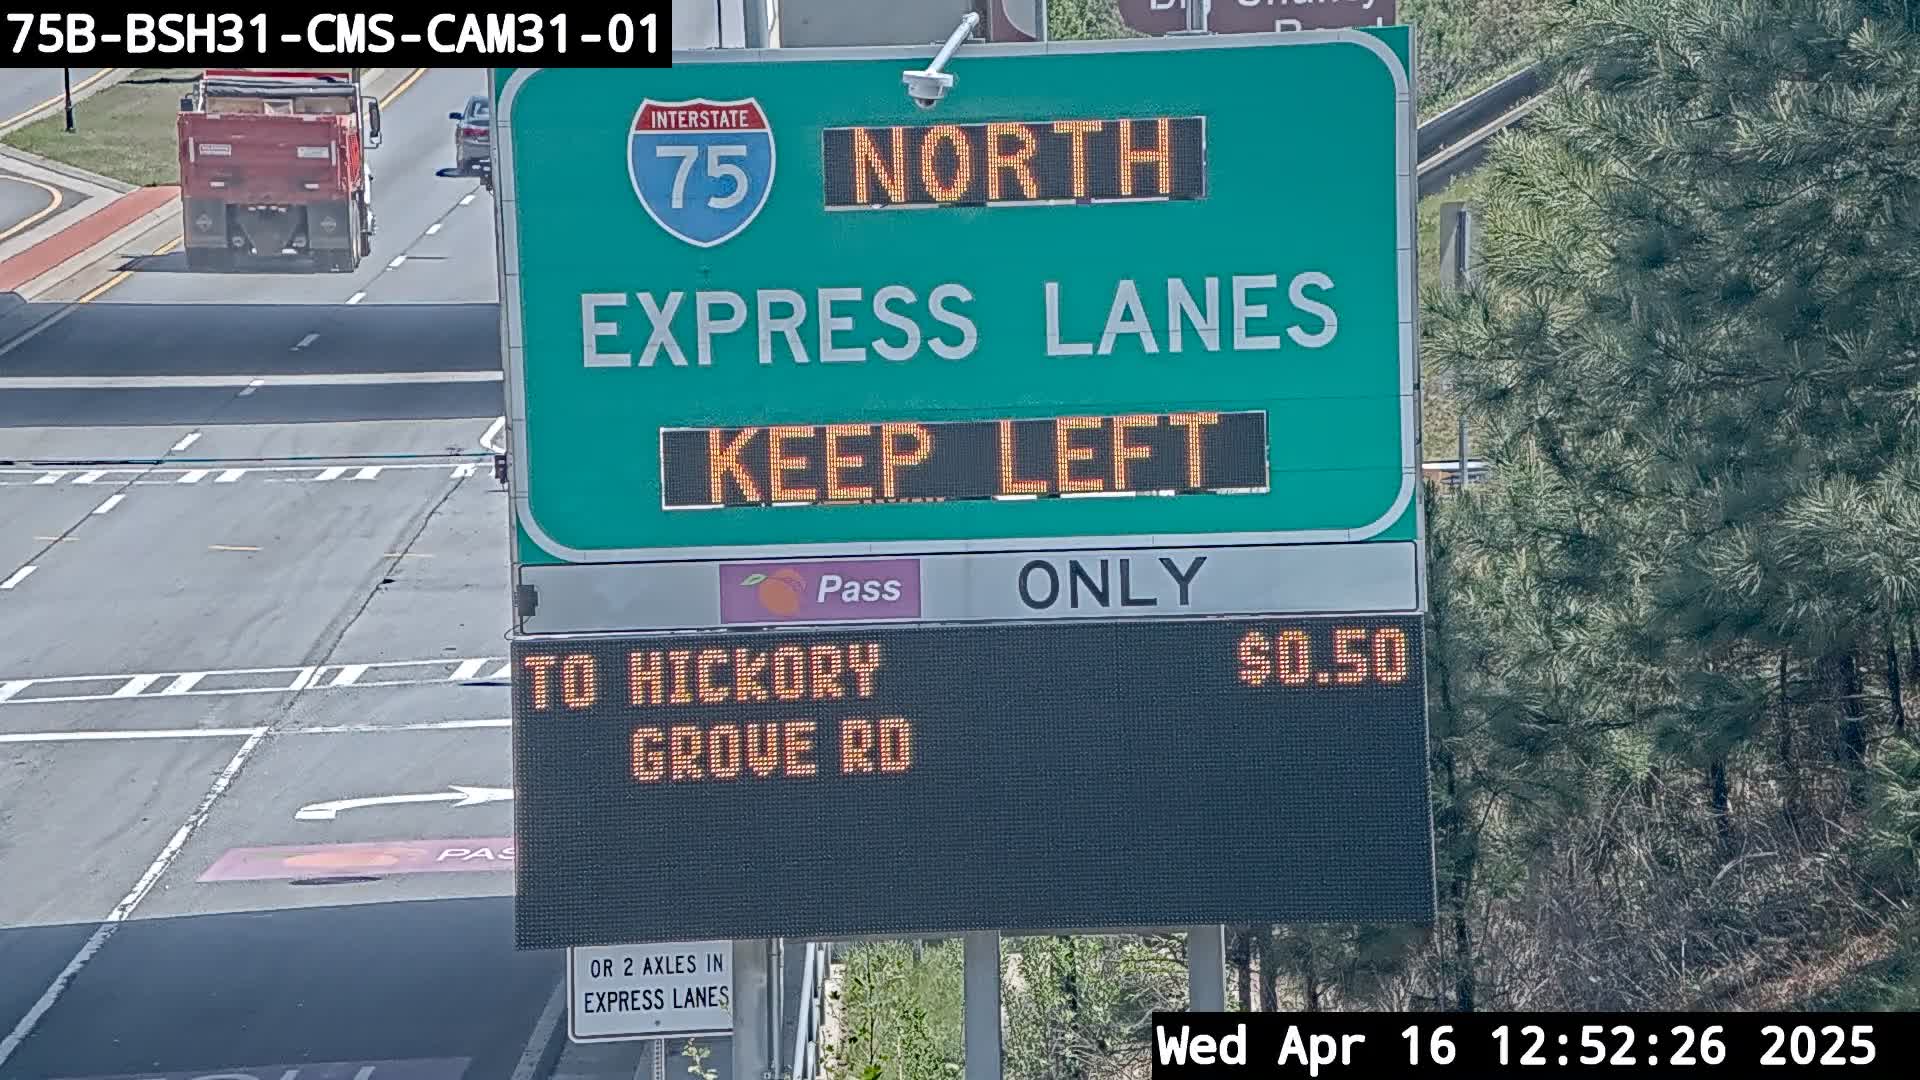 75B-BSH31-CMS-CAM31-01
INTERSTATE
75
NORTH
EXPRESS LANES
KEEP LEFT
Pass ONLY
TO HICKORY $0.50
GROVE RD
OR 2 AXLES IN
EXPRESS LANES
Wed Apr 16 12:52:26 2025